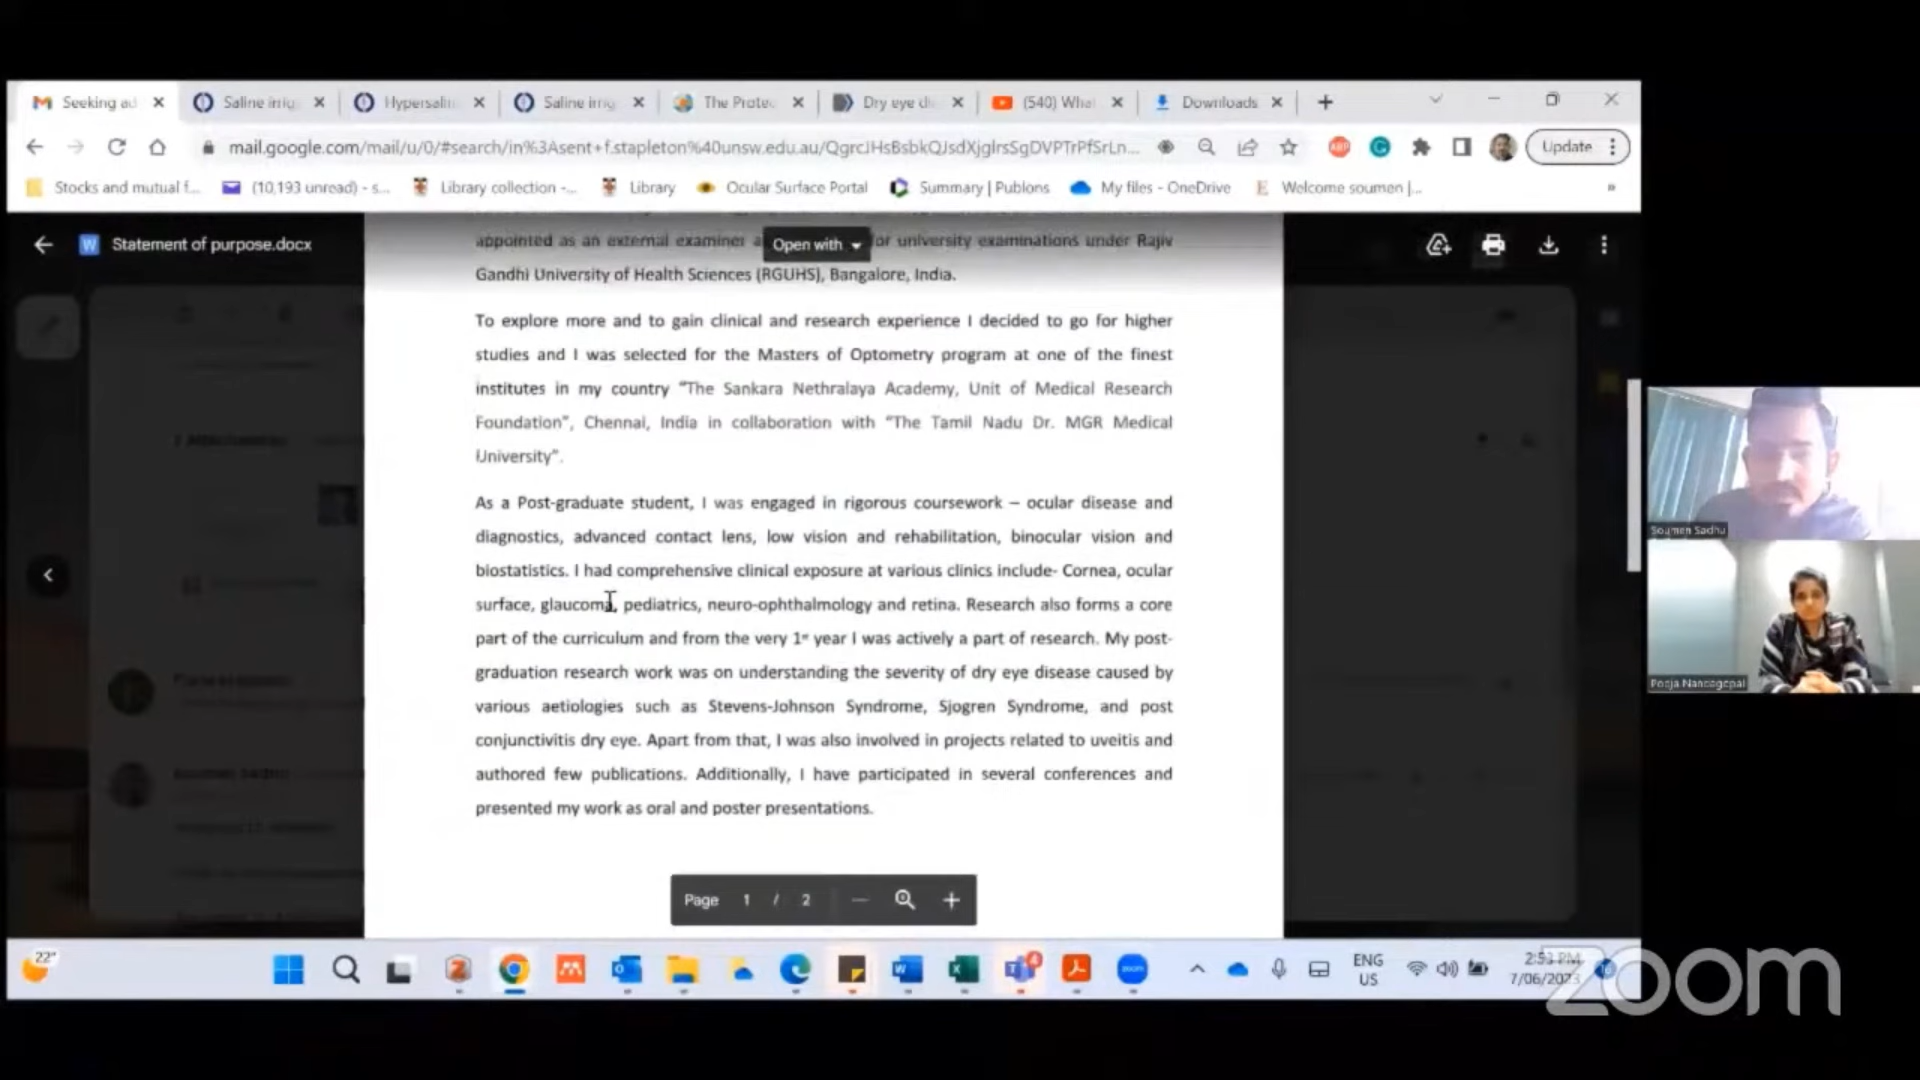 Seeking ad
Saline irrig
Hypersalin
Saline irrig
The Protec
Dry eye di
(540) What
Downloads
mail.google.com/mail/u/0/#search/in%3Asent+f.stapleton%40unsw.edu.au/QgrcJHsBsbkQJsdXjglrsSgDVPTrPfSrLn...
Update
Stocks and mutual f...
(10,193 unread) - s...
Library collection -...
Library
Ocular Surface Portal
Summary | Publons
My files - OneDrive
Welcome soumen |...
»
W
Statement of purpose.docx
Open with
appointed as an external examiner a or university examinations under Rajiv
Gandhi University of Health Sciences (RGUHS), Bangalore, India.
To explore more and to gain clinical and research experience I decided to go for higher
studies and I was selected for the Masters of Optometry program at one of the finest
institutes in my country “The Sankara Nethralaya Academy, Unit of Medical Research
Foundation”, Chennai, India in collaboration with “The Tamil Nadu Dr. MGR Medical
University”.
As a Post-graduate student, I was engaged in rigorous coursework – ocular disease and
diagnostics, advanced contact lens, low vision and rehabilitation, binocular vision and
biostatistics. I had comprehensive clinical exposure at various clinics include- Cornea, ocular
surface, glaucoma, pediatrics, neuro-ophthalmology and retina. Research also forms a core
part of the curriculum and from the very 1st year I was actively a part of research. My post-
graduation research work was on understanding the severity of dry eye disease caused by
various aetiologies such as Stevens-Johnson Syndrome, Sjogren Syndrome, and post
conjunctivitis dry eye. Apart from that, I was also involved in projects related to uveitis and
authored few publications. Additionally, I have participated in several conferences and
presented my work as oral and poster presentations.
Page 1 / 2
Soumen Sadhu
Pooja Nandagopal
22°
ENG
US
2:53 PM
7/06/2023
zoom